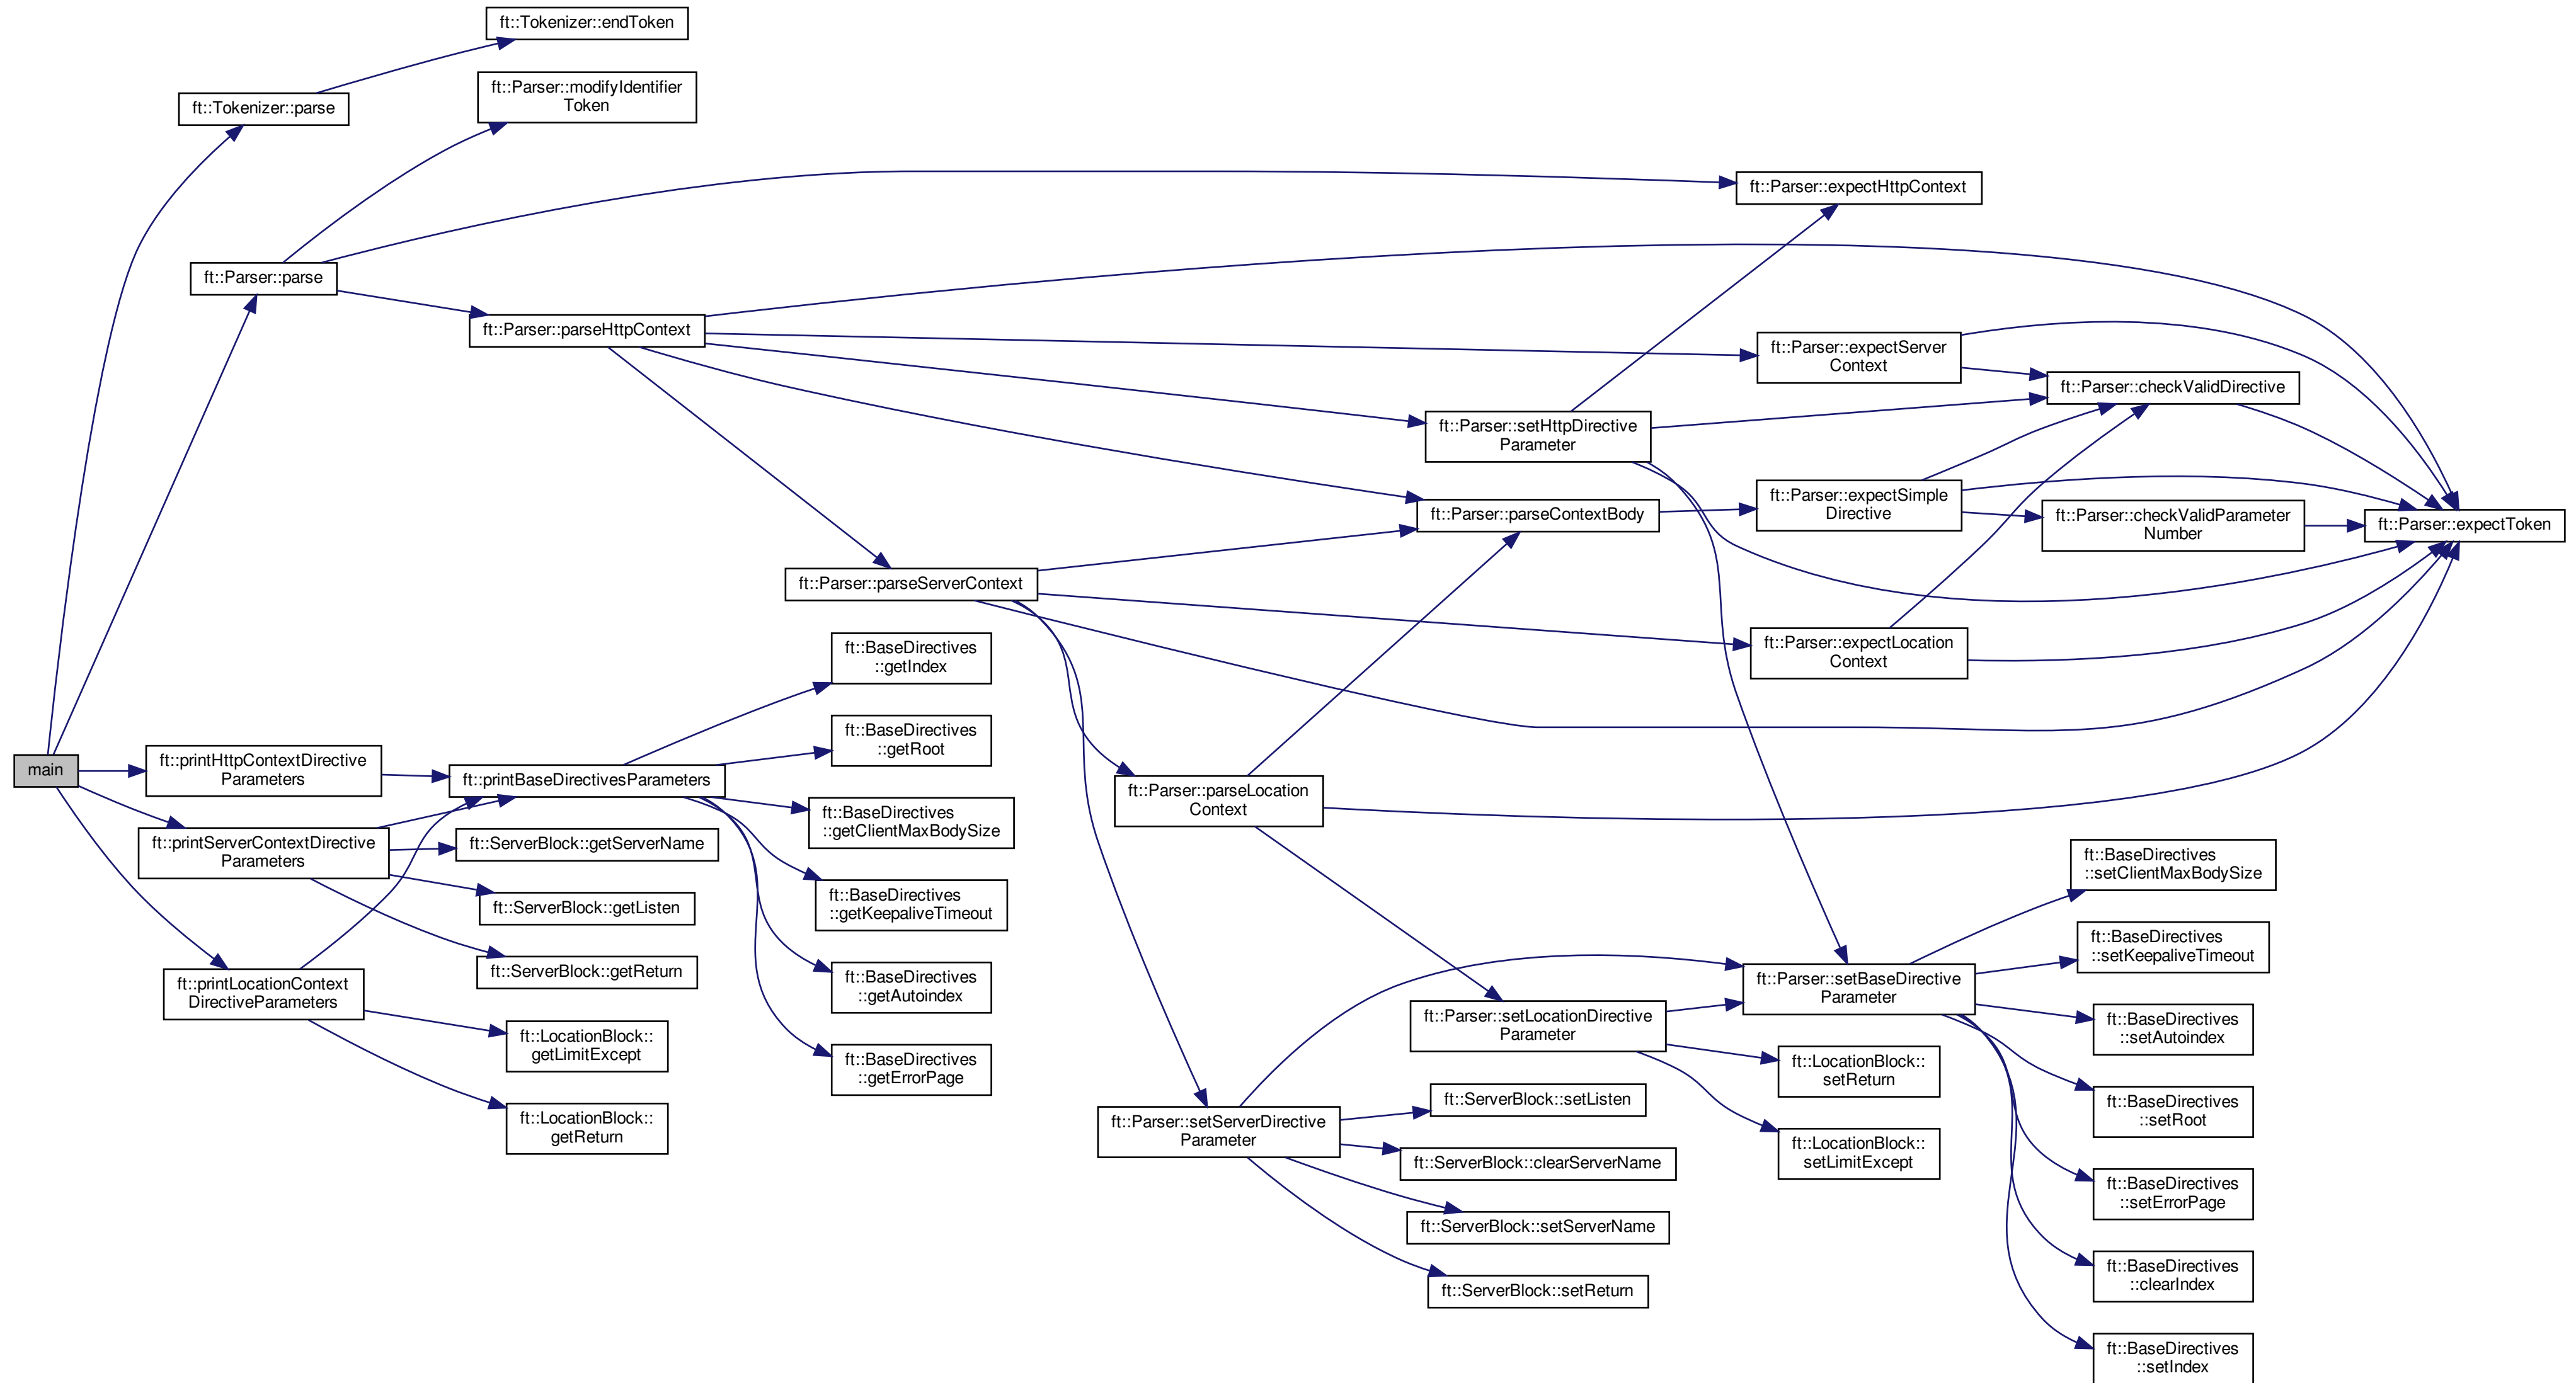 ft::Tokenizer::endToken
ft::Tokenizer::parse
ft::Parser::modifyIdentifier
Token
ft::Parser::expectHttpContext
ft::Parser::parse
ft::Parser::parseHttpContext
ft::Parser::expectServer
Context
ft::Parser::checkValidDirective
ft::Parser::setHttpDirective
Parameter
ft::Parser::parseContextBody
ft::Parser::expectSimple
Directive
ft::Parser::checkValidParameter
Number
ft::Parser::expectToken
ft::Parser::parseServerContext
ft::Parser::expectLocation
Context
ft::BaseDirectives
::getIndex
ft::BaseDirectives
::getRoot
main
ft::printHttpContextDirective
Parameters
ft::printBaseDirectivesParameters
ft::BaseDirectives
::getClientMaxBodySize
ft::Parser::parseLocation
Context
ft::printServerContextDirective
Parameters
ft::ServerBlock::getServerName
ft::ServerBlock::getListen
ft::BaseDirectives
::getKeepaliveTimeout
ft::BaseDirectives
::setClientMaxBodySize
ft::BaseDirectives
::setKeepaliveTimeout
ft::ServerBlock::getReturn
ft::printLocationContext
DirectiveParameters
ft::BaseDirectives
::getAutoindex
ft::Parser::setBaseDirective
Parameter
ft::Parser::setLocationDirective
Parameter
ft::BaseDirectives
::setAutoindex
ft::LocationBlock::
getLimitExcept
ft::BaseDirectives
::getErrorPage
ft::LocationBlock::
setReturn
ft::BaseDirectives
::setRoot
ft::LocationBlock::
getReturn
ft::Parser::setServerDirective
Parameter
ft::ServerBlock::setListen
ft::ServerBlock::clearServerName
ft::LocationBlock::
setLimitExcept
ft::BaseDirectives
::setErrorPage
ft::ServerBlock::setServerName
ft::ServerBlock::setReturn
ft::BaseDirectives
::clearIndex
ft::BaseDirectives
::setIndex